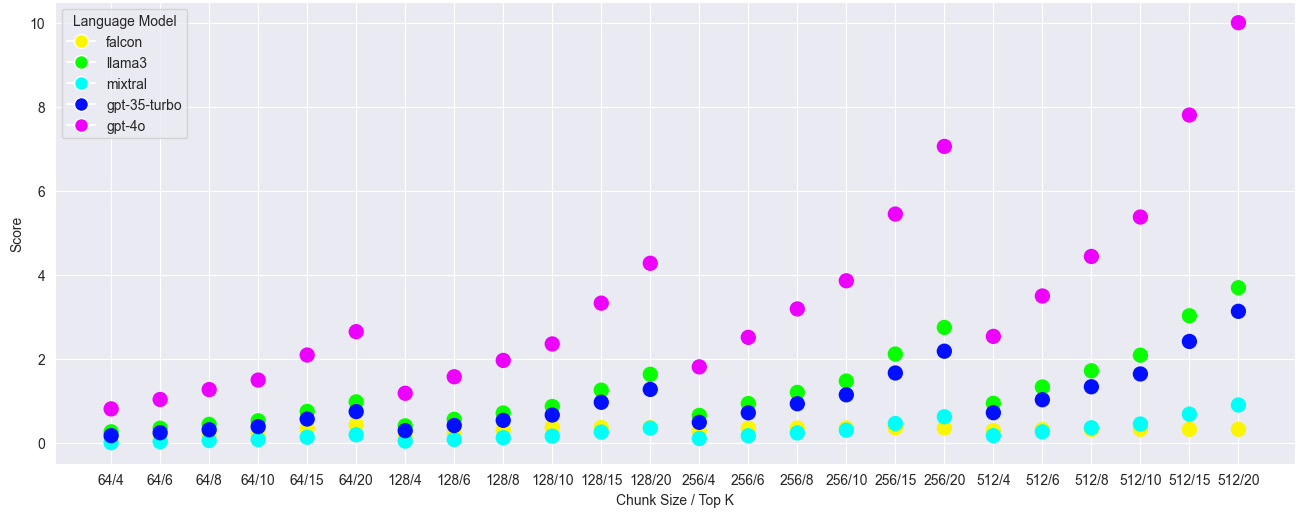 Language Model
falcon
llama3
mixtral
gpt-35-turbo
gpt-4o
10
8
6
4
2
0
Score
64/4 64/6 64/8 64/10 64/15 64/20 128/4 128/6 128/8 128/10 128/15 128/20 256/4 256/6 256/8 256/10 256/15 256/20 512/4 512/6 512/8 512/10 512/15 512/20
Chunk Size / Top K